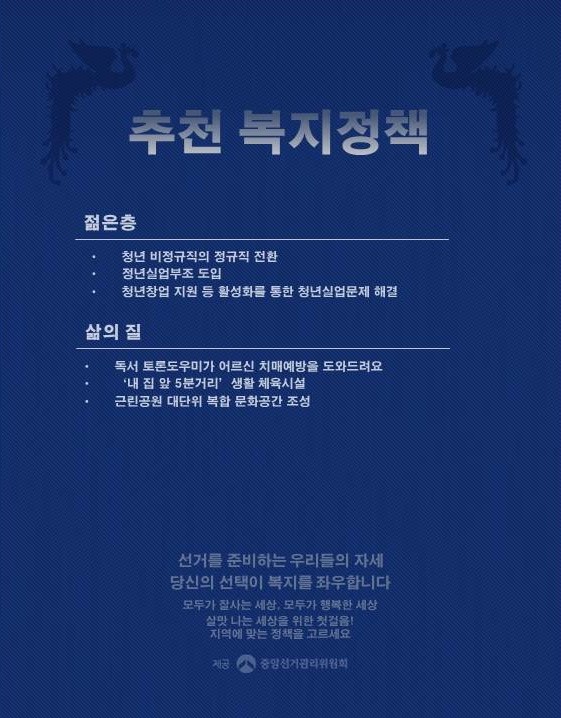 추천 복지정책
젊은층
• 청년 비정규직의 정규직 전환
• 정년실업부조 도입
• 청년창업 지원 등 활성화를 통한 청년실업문제 해결
삶의 질
• 독서 토론도우미가 어르신 치매예방을 도와드려요
• ‘내 집 앞 5분거리’ 생활 체육시설
• 근린공원 대단위 복합 문화공간 조성
선거를 준비하는 우리들의 자세
당신의 선택이 복지를 좌우합니다
모두가 잘사는 세상, 모두가 행복한 세상
살맛 나는 세상을 위한 첫걸음!
지역에 맞는 정책을 고르세요
제공 중앙선거관리위원회